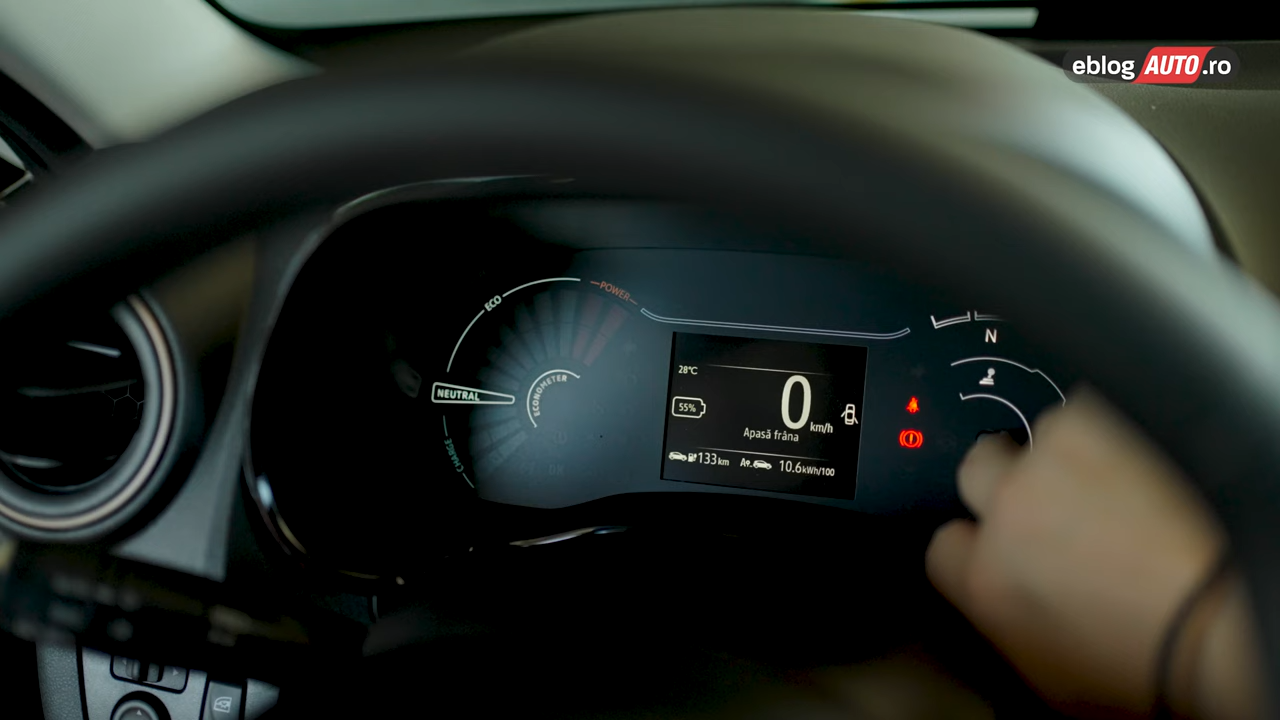 eblog AUTO.ro
ECO
POWER
NEUTRAL
ECONOMETER
CHARGE
N
28°C
55%
0 km/h
Apasă frâna
133 km
10.6 kWh/100